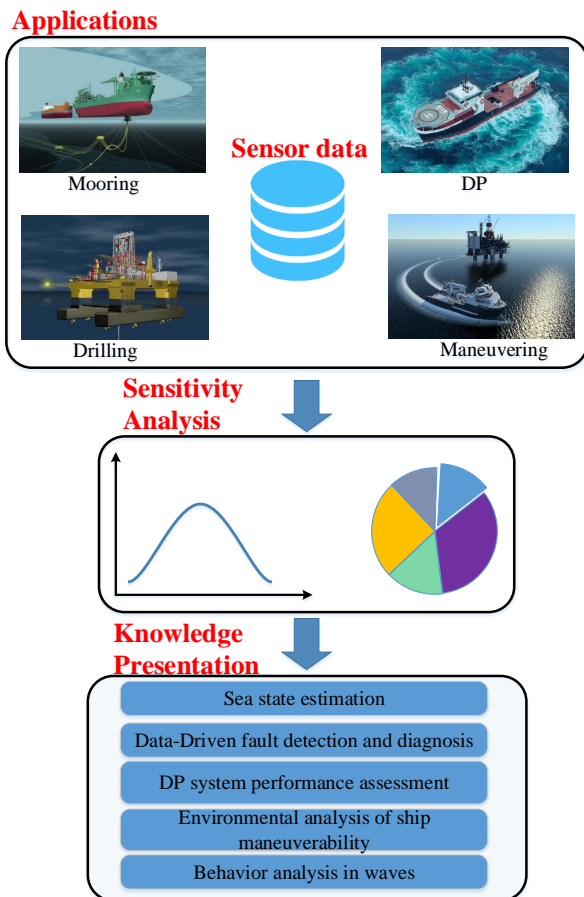 Applications
Sensor data
Mooring
DP
Drilling
Maneuvering
Sensitivity
Analysis
Knowledge
Presentation
Sea state estimation
Data-Driven fault detection and diagnosis
DP system performance assessment
Environmental analysis of ship
maneuverability
Behavior analysis in waves